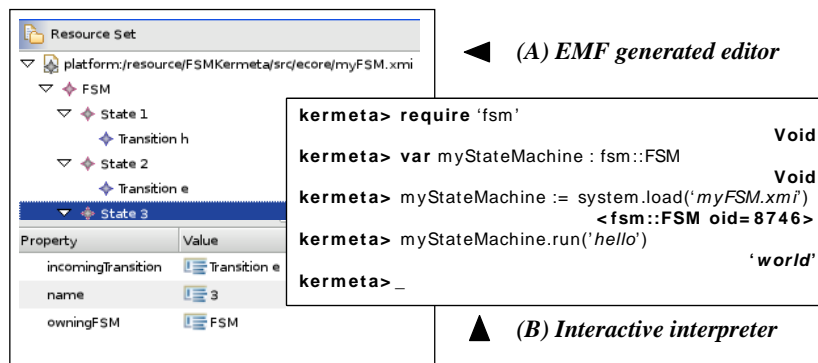 Resource Set
platform:/resource/FSMKermeta/src/ecore/myFSM.xmi
FSM
State 1
Transition h
State 2
Transition e
State 3
Property Value
incomingTransition Transition e
name 3
owningFSM FSM
(A) EMF generated editor
kermeta> require 'fsm'
Void
kermeta> var myStateMachine : fsm::FSM
Void
kermeta> myStateMachine := system.load('myFSM.xmi')
<fsm::FSM oid=8746>
kermeta> myStateMachine.run('hello')
'world'
kermeta> _
(B) Interactive interpreter